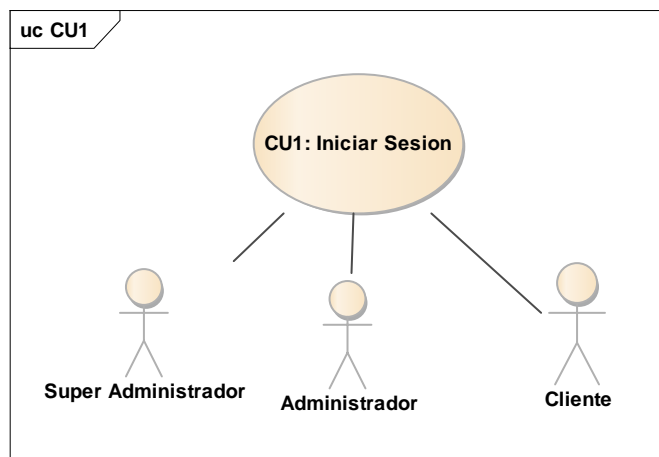 uc CU1
CU1: Iniciar Sesion
Super Administrador
Administrador
Cliente